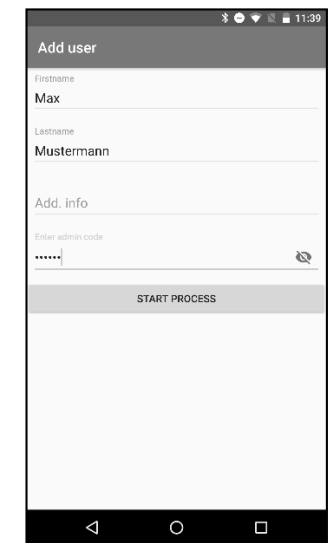 11:39
Add user
Firstname
Max
Lastname
Mustermann
Add. info
Enter admin code
••••••
START PROCESS